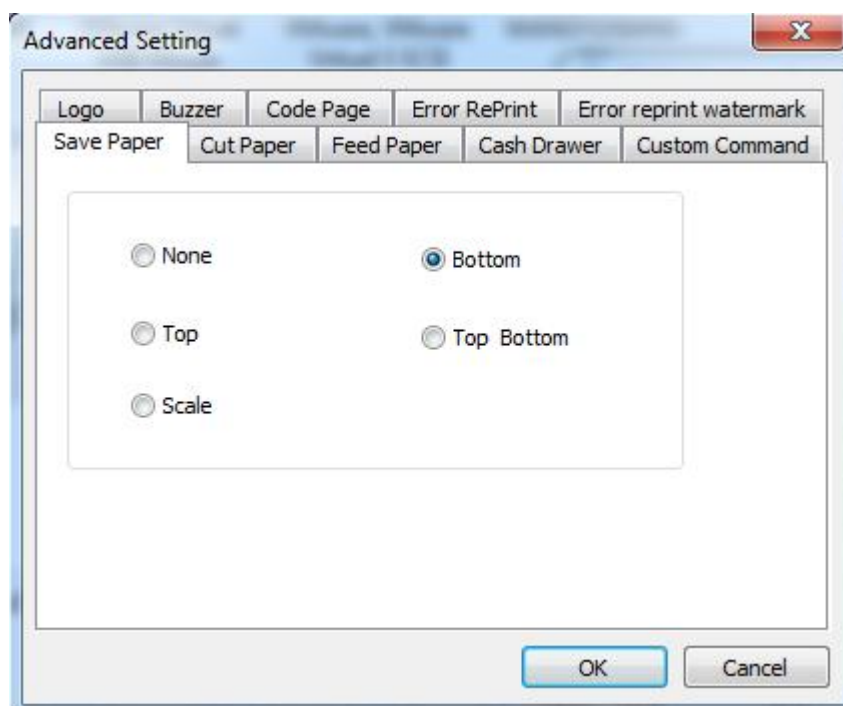 Advanced Setting
Logo Buzzer Code Page Error RePrint Error reprint watermark
Save Paper Cut Paper Feed Paper Cash Drawer Custom Command
None Bottom
Top Top Bottom
Scale
OK Cancel